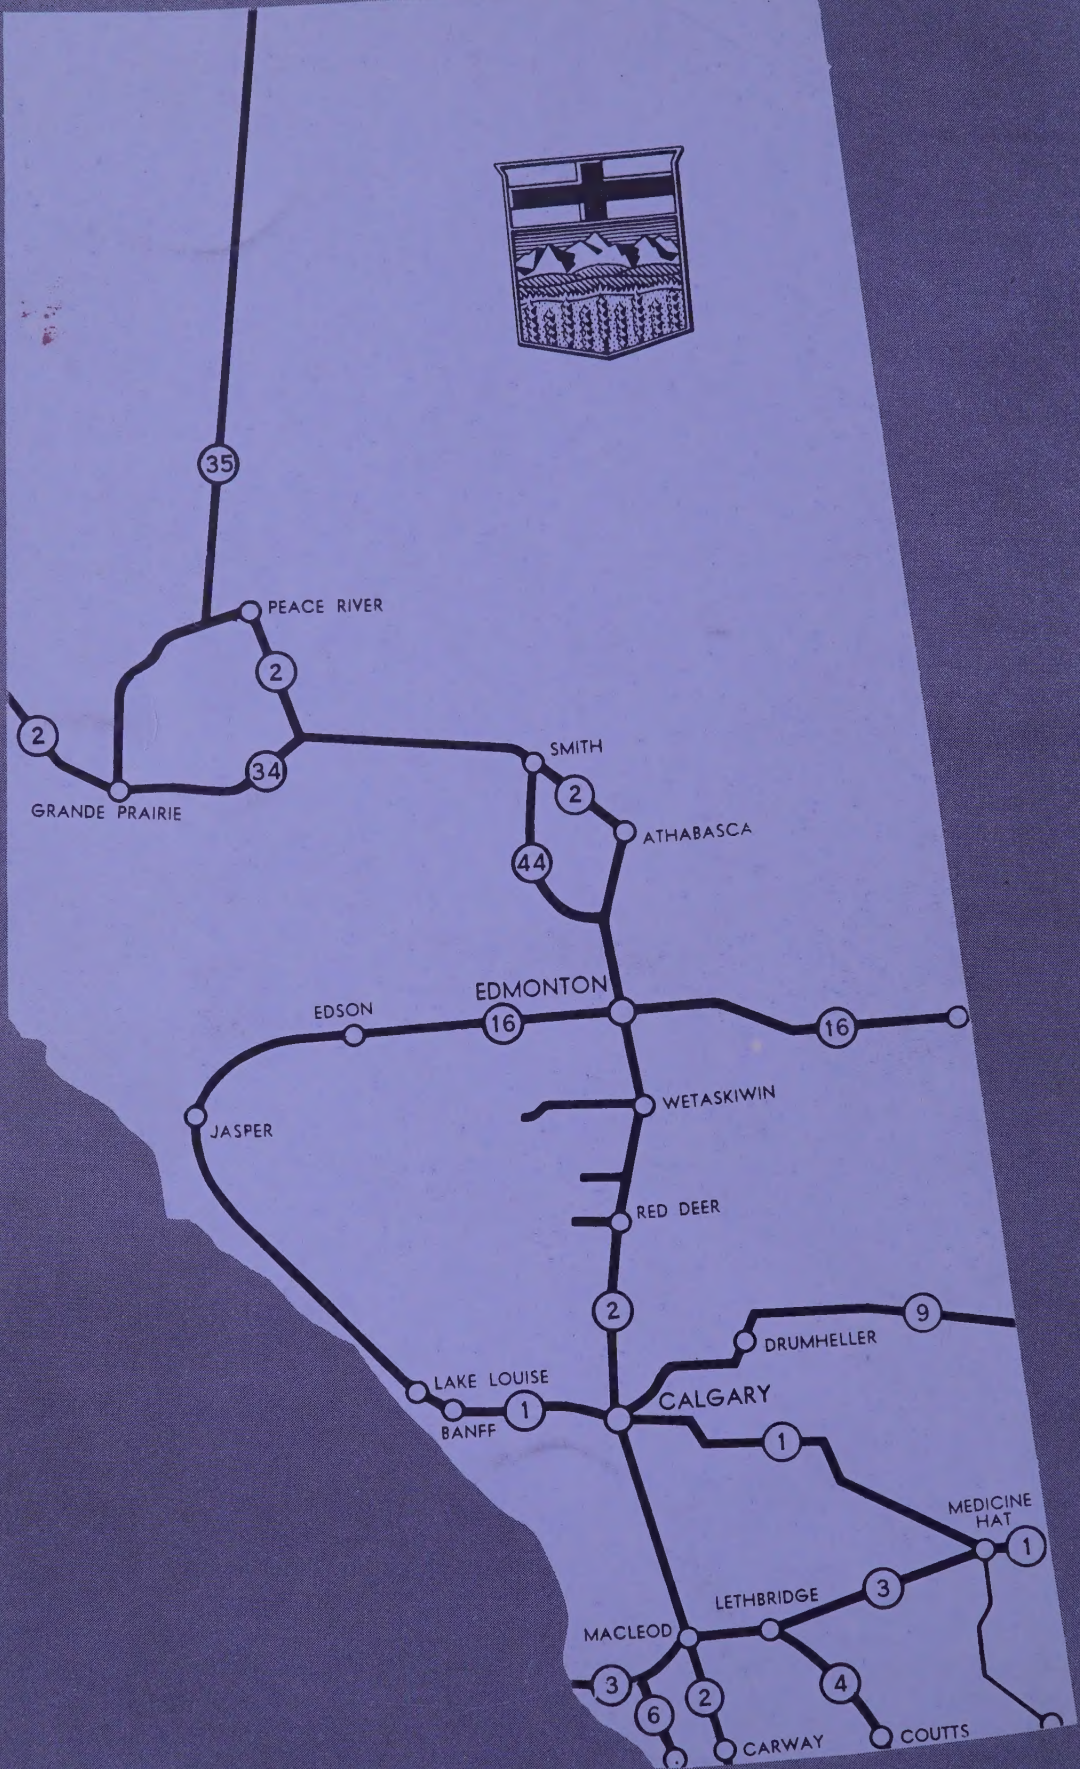 35
PEACE RIVER
2
2
SMITH
34
2
GRANDE PRAIRIE
ATHABASCA
44
EDMONTON
EDSON
16
16
WETASKIWIN
JASPER
RED DEER
2
9
DRUMHELLER
LAKE LOUISE
CALGARY
1
BANFF
1
MEDICINE
HAT
1
3
LETHBRIDGE
MACLEOD
3
2
4
6
CARWAY
COUTTS